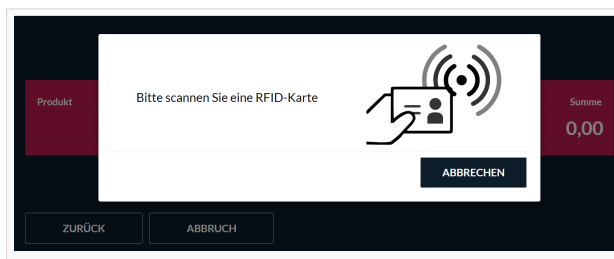 Bitte scannen Sie eine RFID-Karte
Produkt
Summe
0,00
ABBRECHEN
ZURÜCK
ABBRUCH